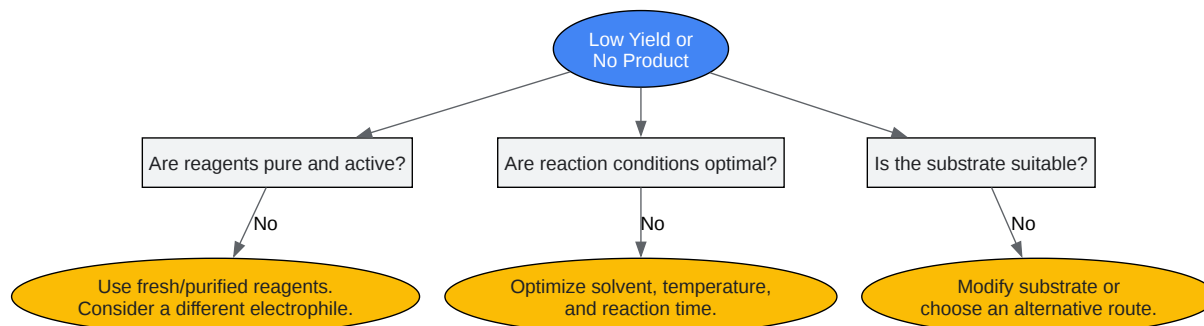 Low Yield or
No Product
Are reagents pure and active?
Are reaction conditions optimal?
Is the substrate suitable?
No
No
No
Use fresh/purified reagents.
Consider a different electrophile.
Optimize solvent, temperature,
and reaction time.
Modify substrate or
choose an alternative route.